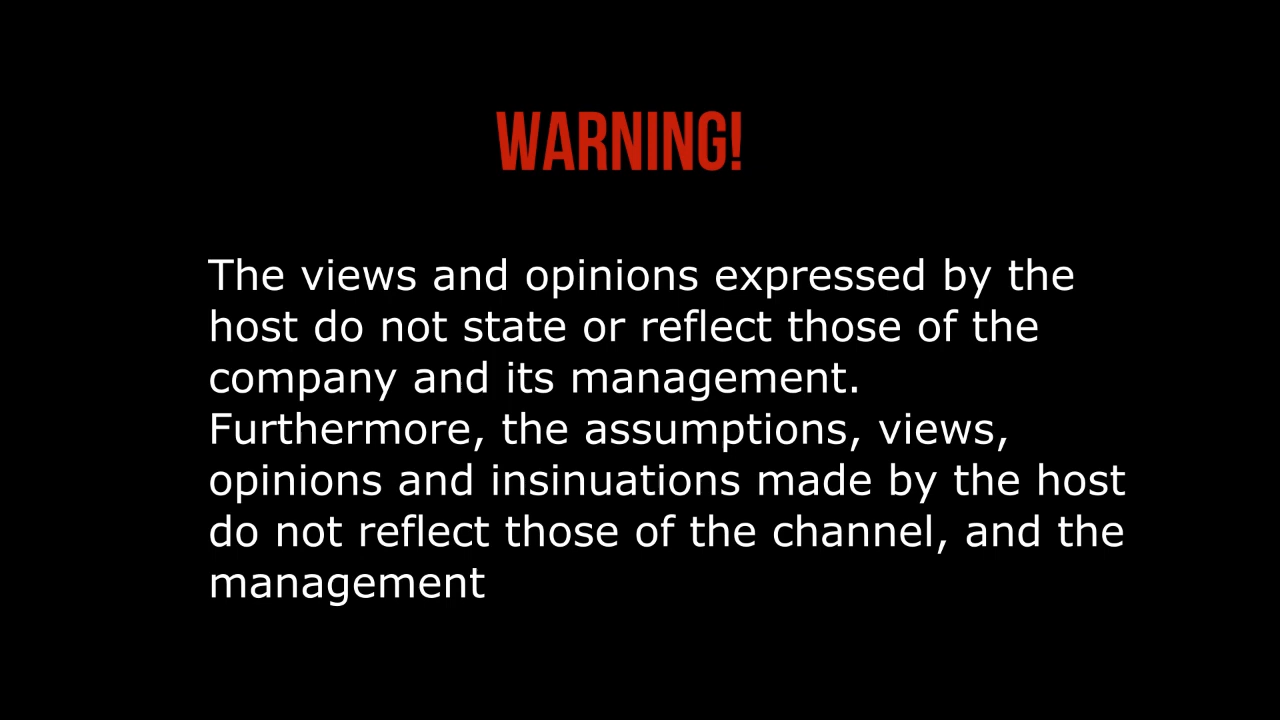 WARNING!
The views and opinions expressed by the
host do not state or reflect those of the
company and its management.
Furthermore, the assumptions, views,
opinions and insinuations made by the host
do not reflect those of the channel, and the
management